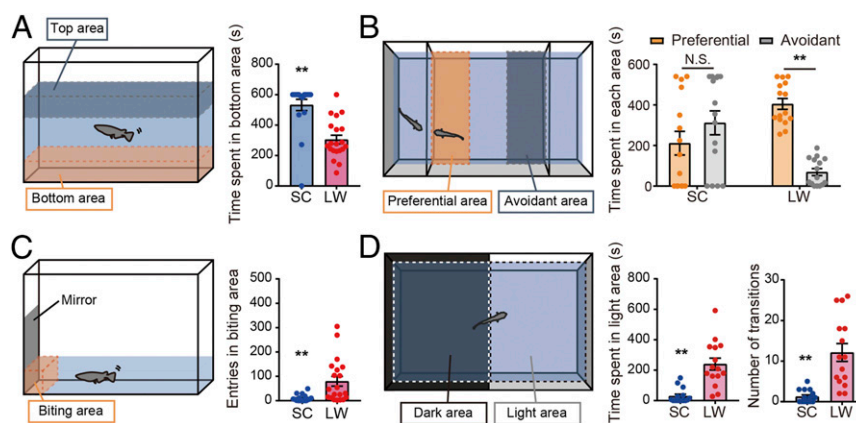 A
Top area
Bottom area
Time spent in bottom area (s)
800
600
400
200
0
**
SC
LW
B
Preferential area
Avoidant area
Preferential
Avoidant
Time spent in each area (s)
600
400
200
0
N.S.
**
SC
LW
C
Mirror
Biting area
Entries in biting area
500
400
300
200
100
0
**
SC
LW
D
Dark area
Light area
Time spent in light area (s)
800
600
400
200
0
**
SC
LW
Number of transitions
30
20
10
0
**
SC
LW